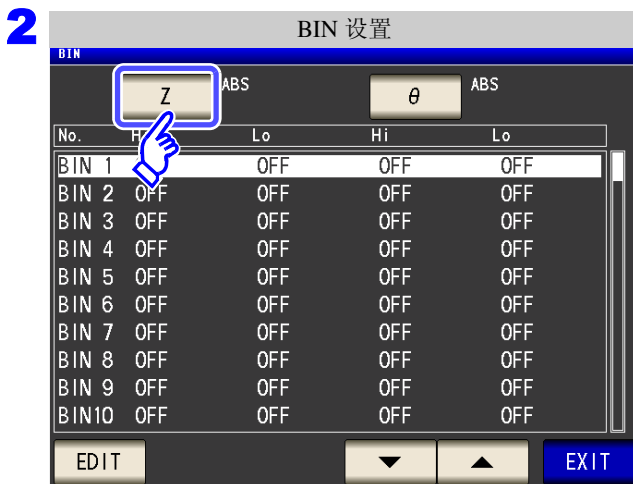 2
BIN 设置
BIN
Z ABS θ ABS
No. H Lo Hi Lo
BIN 1 OFF OFF OFF
BIN 2 OFF OFF OFF OFF
BIN 3 OFF OFF OFF OFF
BIN 4 OFF OFF OFF OFF
BIN 5 OFF OFF OFF OFF
BIN 6 OFF OFF OFF OFF
BIN 7 OFF OFF OFF OFF
BIN 8 OFF OFF OFF OFF
BIN 9 OFF OFF OFF OFF
BIN10 OFF OFF OFF OFF
EDIT ▼ ▲ EXIT